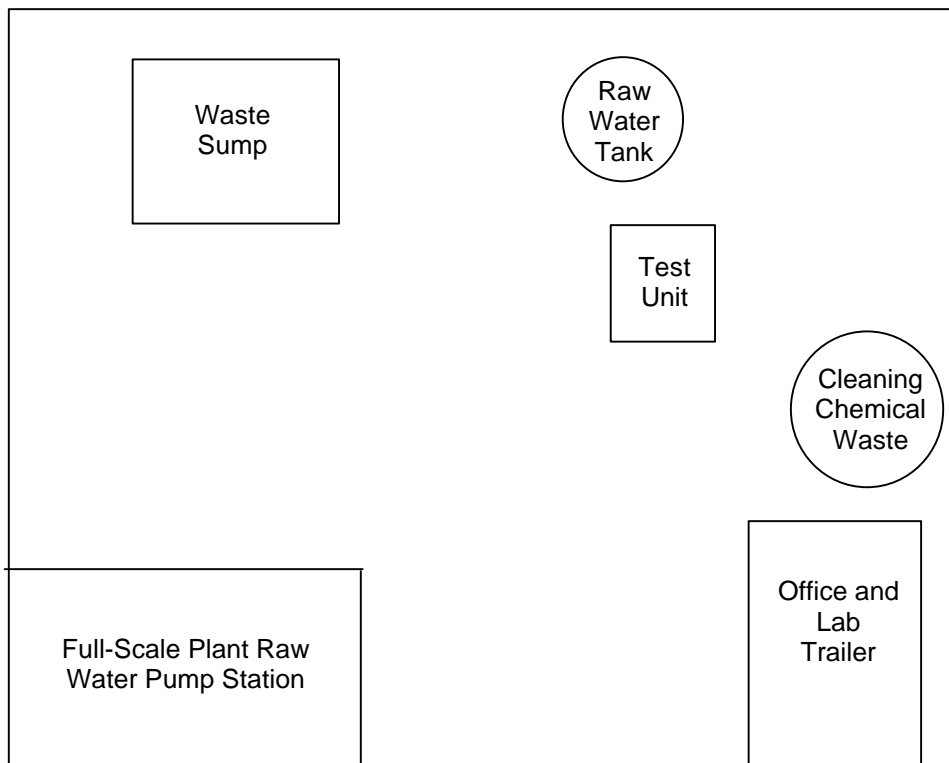 Waste
Sump
Raw
Water
Tank
Test
Unit
Cleaning
Chemical
Waste
Office and
Lab
Trailer
Full-Scale Plant Raw
Water Pump Station